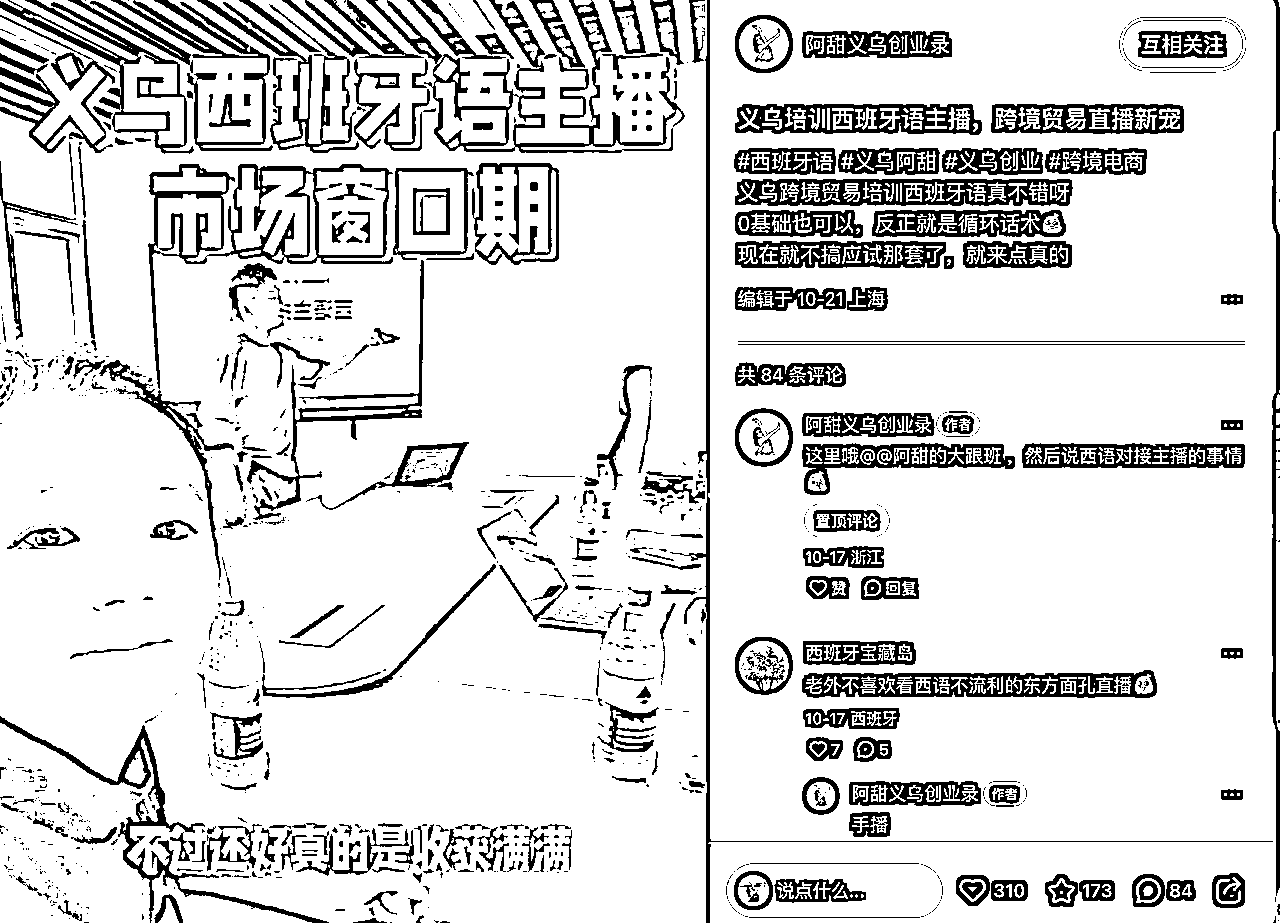 义乌西班牙语主播
市场窗口期
不过还好真的是收获满满
阿甜义乌创业录
互相关注
义乌培训西班牙语主播，跨境贸易直播新宠
#西班牙语 #义乌阿甜 #义乌创业 #跨境电商
义乌跨境贸易培训西班牙语真不错呀
0基础也可以，反正就是循环话术
现在就不搞应试那套了，就来点真的
编辑于 10-21 上海
共 84 条评论
阿甜义乌创业录 作者
这里哦@@阿甜的大跟班 ，然后说西语对接主播的事情
置顶评论
10-17 浙江
赞 回复
西班牙宝藏岛
老外不喜欢看西语不流利的东方面孔直播
10-17 西班牙
7 5
阿甜义乌创业录 作者
手播
说点什么...
310 173 84